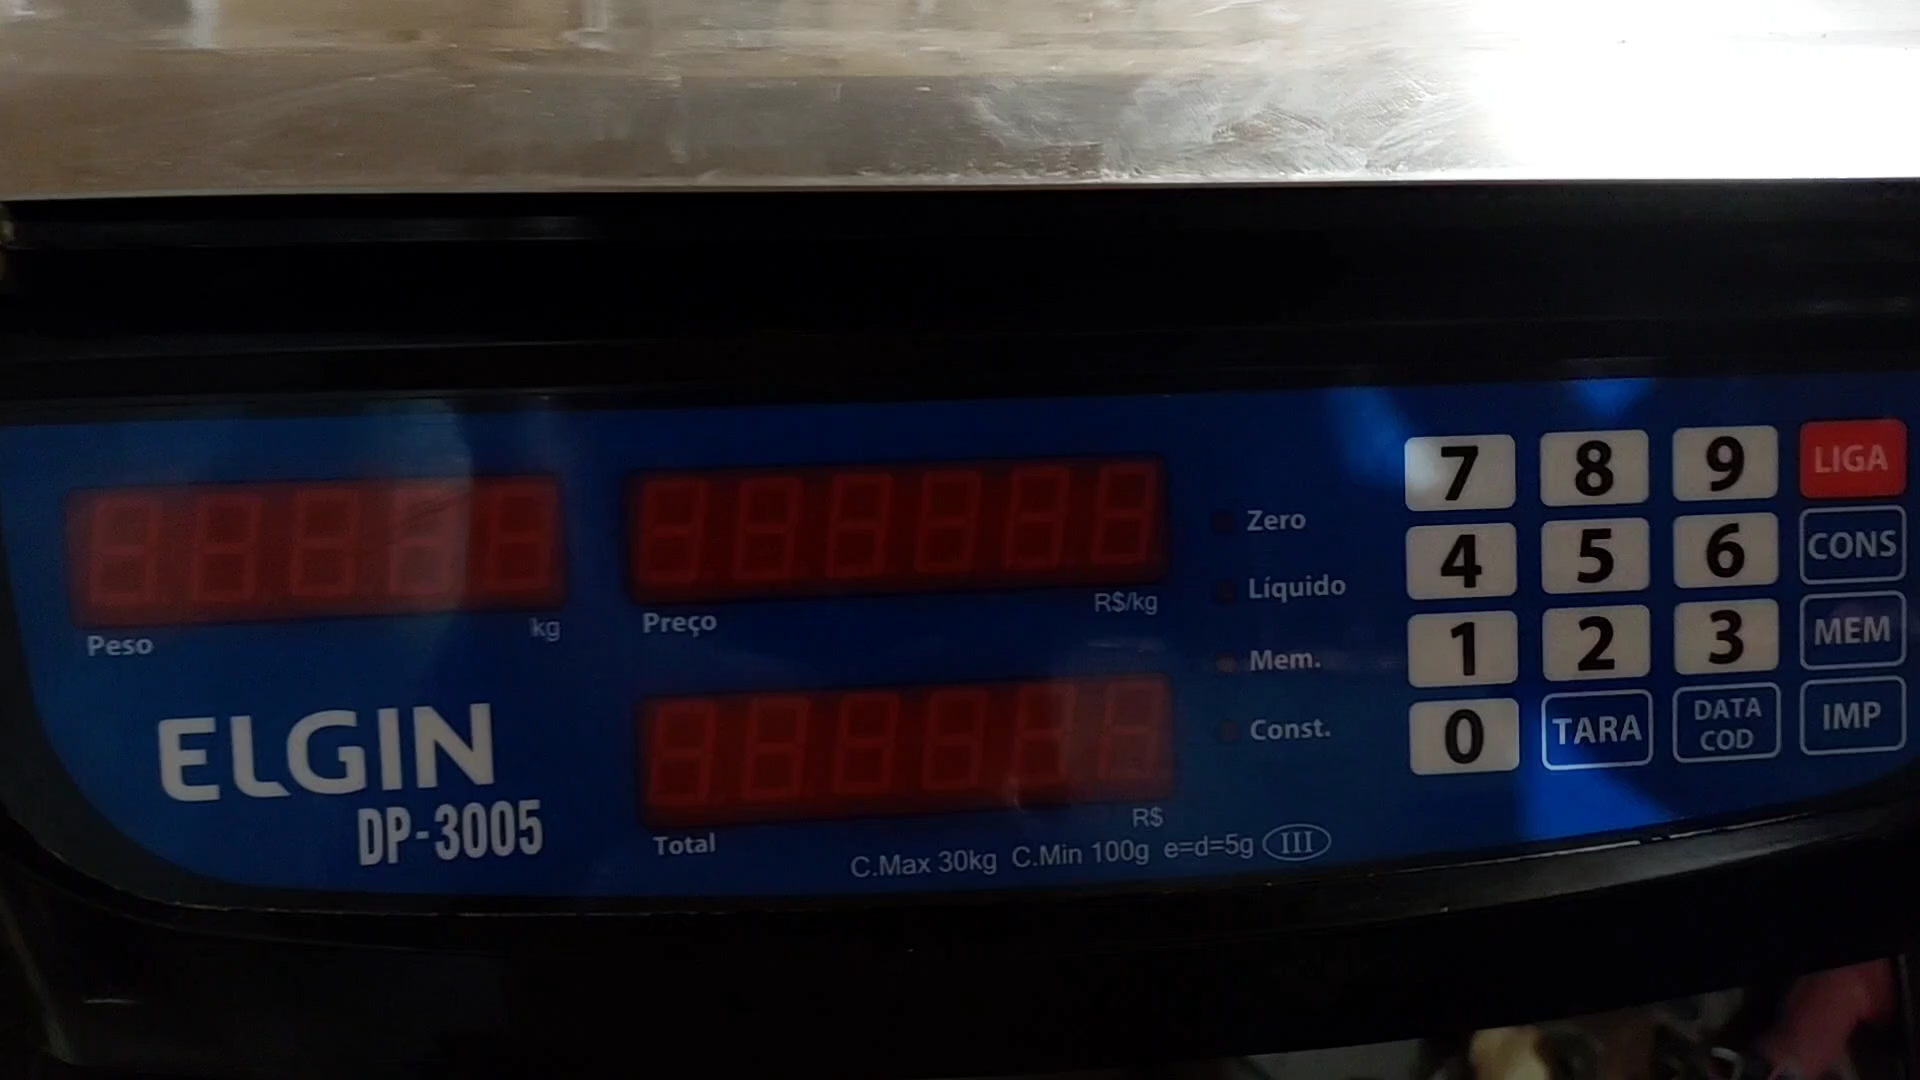 7 8 9 LIGA
Zero
4 5 6 CONS
Líquido
R$/kg
Preço
kg
Peso
1 2 3 MEM
Mem.
ELGIN
DP-3005
Const.
0 TARA DATA COD IMP
R$
Total
C.Max 30kg C.Min 100g e=d=5g III